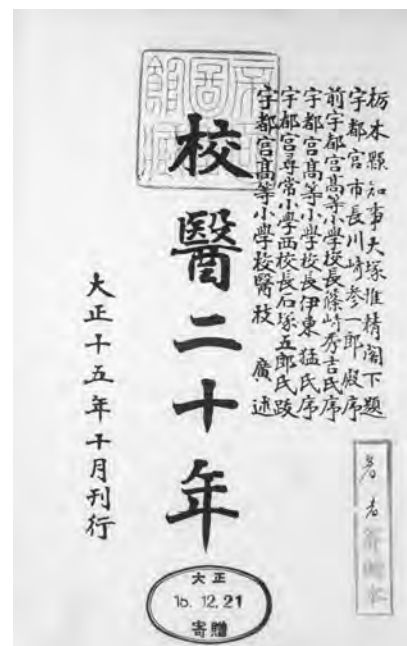 栃木縣知事大塚惟精閣下題
宇都宮市長川崎参一郎殿序
前宇都宮高等小學校長篠崎秀吉氏序
宇都宮高等小學校長伊東猛氏序
宇都宮尋常小學西校長石塚五郎氏跋
宇都宮高等小學校醫枝廣述
校醫二十年
大正十五年十月刊行
著者
大正
15.12.21
寄贈